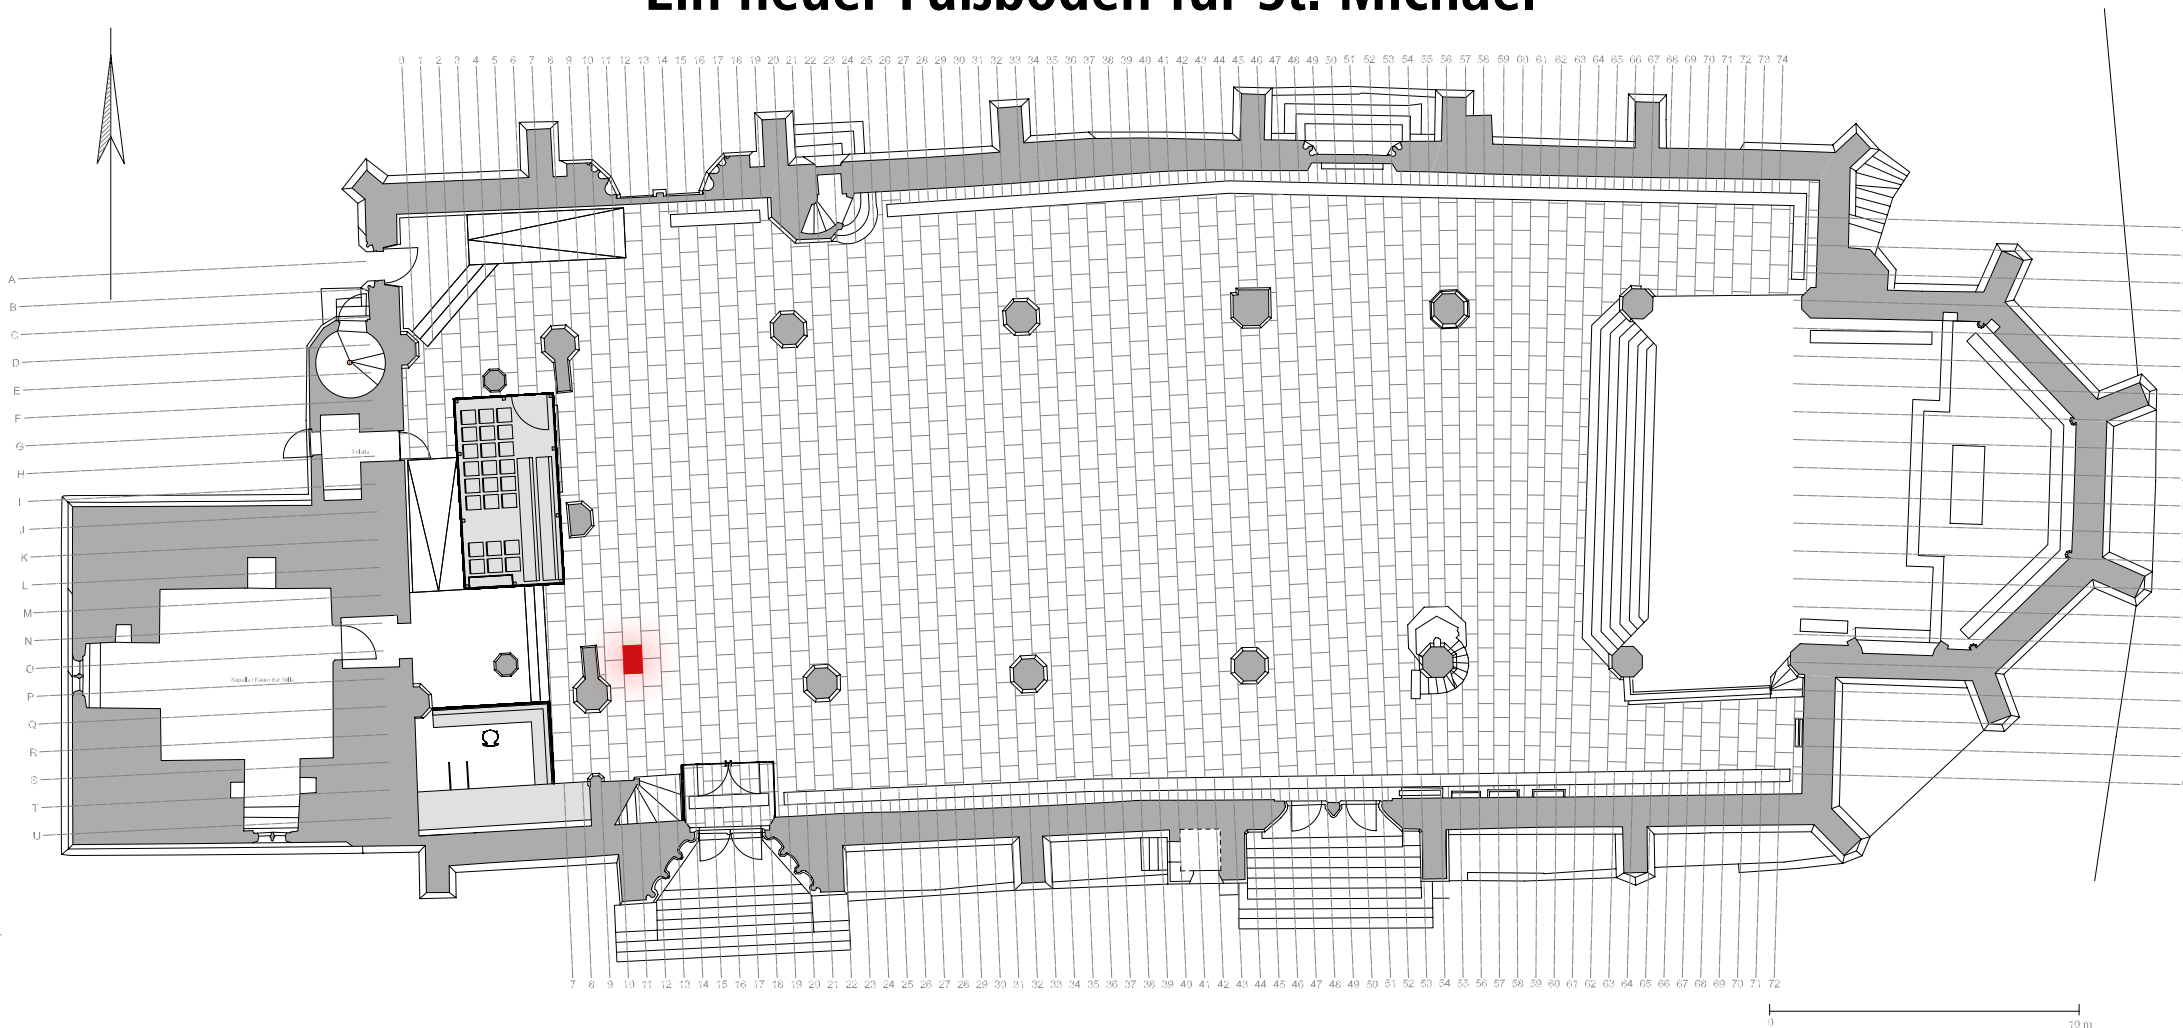 Ein neuer Fußboden für St. Michael
0 1 2 3 4 5 6 7 8 9 10 11 12 13 14 15 16 17 18 19 20 21 22 23 24 25 26 27 28 29 30 31 32 33 34 35 36 37 38 39 40 41 42 43 44 45 46 47 48 49 50 51 52 53 54 55 56 57 58 59 60 61 62 63 64 65 66 67 68 69 70 71 72 73 74
A
B
C
D
E
F
G
H
I
J
K
L
M
N
O
P
Q
R
S
T
U
7 8 9 10 11 12 13 14 15 16 17 18 19 20 21 22 23 24 25 26 27 28 29 30 31 32 33 34 35 36 37 38 39 40 41 42 43 44 45 46 47 48 49 50 51 52 53 54 55 56 57 58 59 60 61 62 63 64 65 66 67 68 69 70 71 72
0 10 m